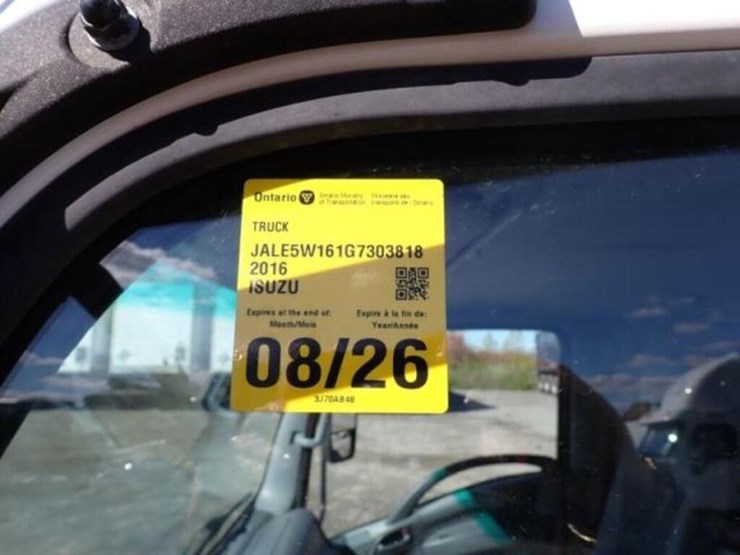 Ontario Ontario Ministry Ministère des
of Transportation transports de l'Ontario
TRUCK
JALE5W161G7303818
2016
ISUZU
Expires at the end of: Expire à la fin de:
Month/Mois Year/Année
08/26